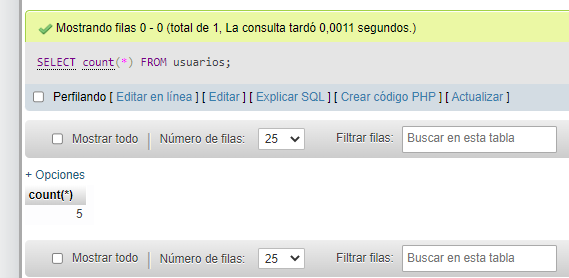 Mostrando filas 0 - 0 (total de 1, La consulta tardó 0,0011 segundos.)
SELECT count(*) FROM usuarios;
Perfilando [ Editar en línea ] [ Editar ] [ Explicar SQL ] [ Crear código PHP ] [ Actualizar ]
Mostrar todo Número de filas: 25 Filtrar filas: Buscar en esta tabla
+ Opciones
count(*)
5
Mostrar todo Número de filas: 25 Filtrar filas: Buscar en esta tabla